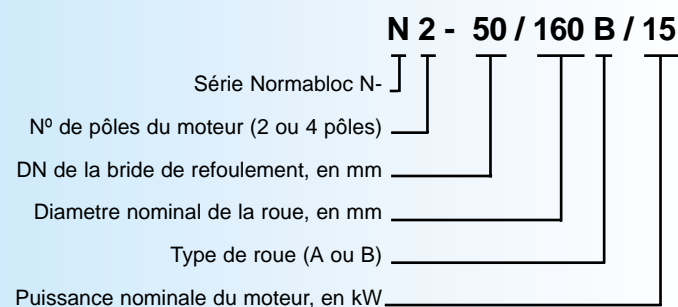 N 2 - 50 / 160 B / 15
Série Normabloc N-
Nº de pôles du moteur (2 ou 4 pôles)
DN de la bride de refoulement, en mm
Diametre nominal de la roue, en mm
Type de roue (A ou B)
Puissance nominale du moteur, en kW